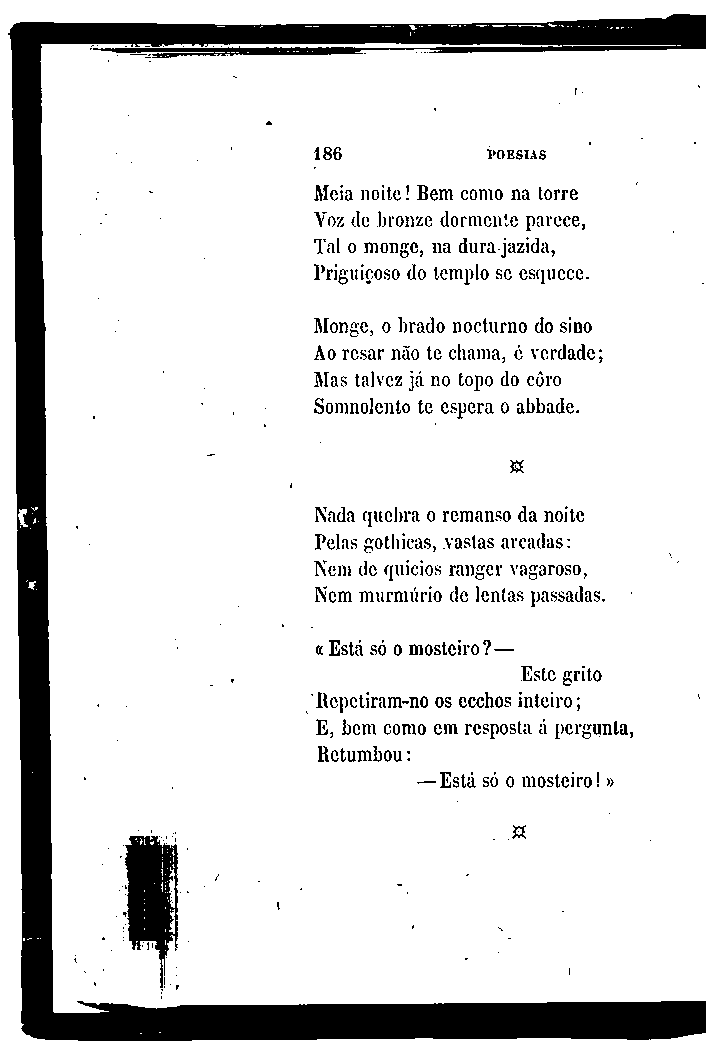 186 POESIAS
Meia noite! Bem como na torre
Voz de bronze dormente parece,
Tal o monge, na dura jazida,
Priguiçoso do templo se esquece.
Monge, o brado nocturno do sino
Ao resar não te chama, é verdade;
Mas talvez já no topo do côro
Somnolento te espera o abbade.
¤
Nada quebra o remanso da noite
Pelas gothicas, vastas arcadas:
Nem de quicios ranger vagaroso,
Nem murmúrio de lentas passadas.
« Está só o mosteiro?—
Este grito
Repetiram-no os ecchos inteiro;
E, bem como em resposta á pergunta,
Retumbou:
—Está só o mosteiro! »
¤